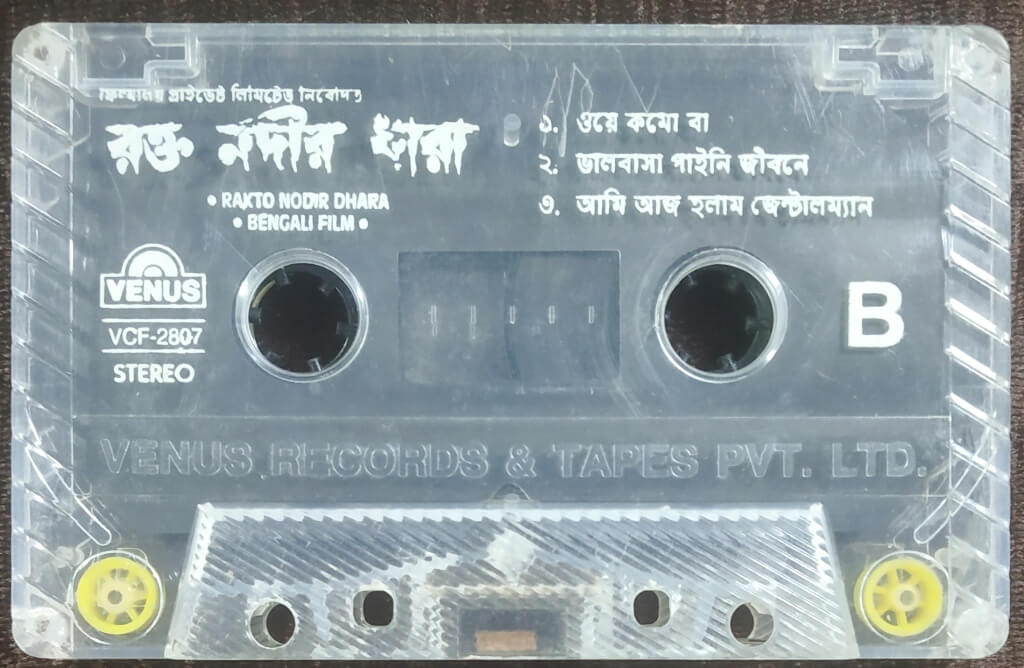 ফিল্মালয় প্রাইভেট লিমিটেড নিবেদিত
রক্ত নদীর ধারা
• RAKTO NODIR DHARA
• BENGALI FILM •
১. ওয়ে কমো বা
২. ভালবাসা পাইনি জীবনে
৩. আমি আজ হলাম জেন্টালম্যান
VENUS
VCF-2807
STEREO
B
VENUS RECORDS & TAPES PVT. LTD.